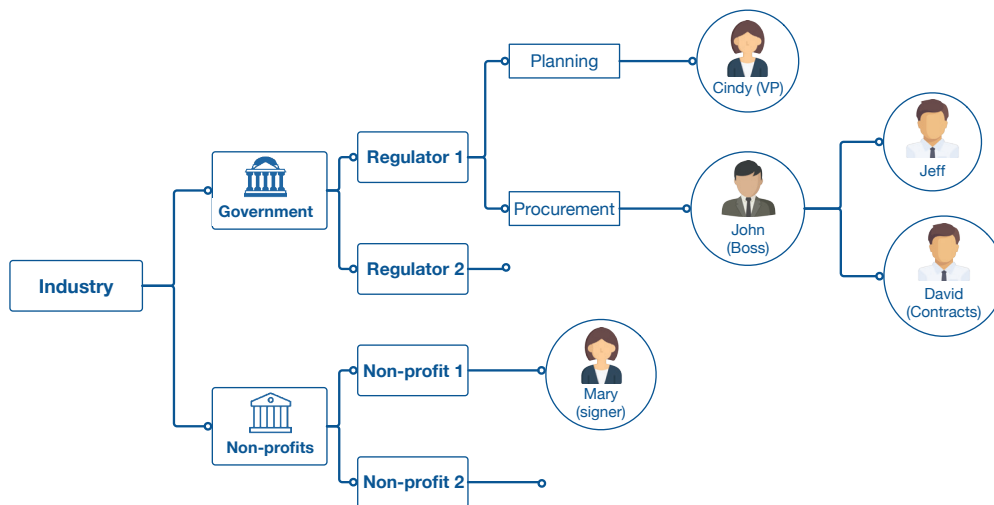 Planning
Cindy (VP)
Regulator 1
Jeff
Government
Procurement
John
(Boss)
Regulator 2
Industry
David
(Contracts)
Non-profit 1
Mary
(signer)
Non-profits
Non-profit 2